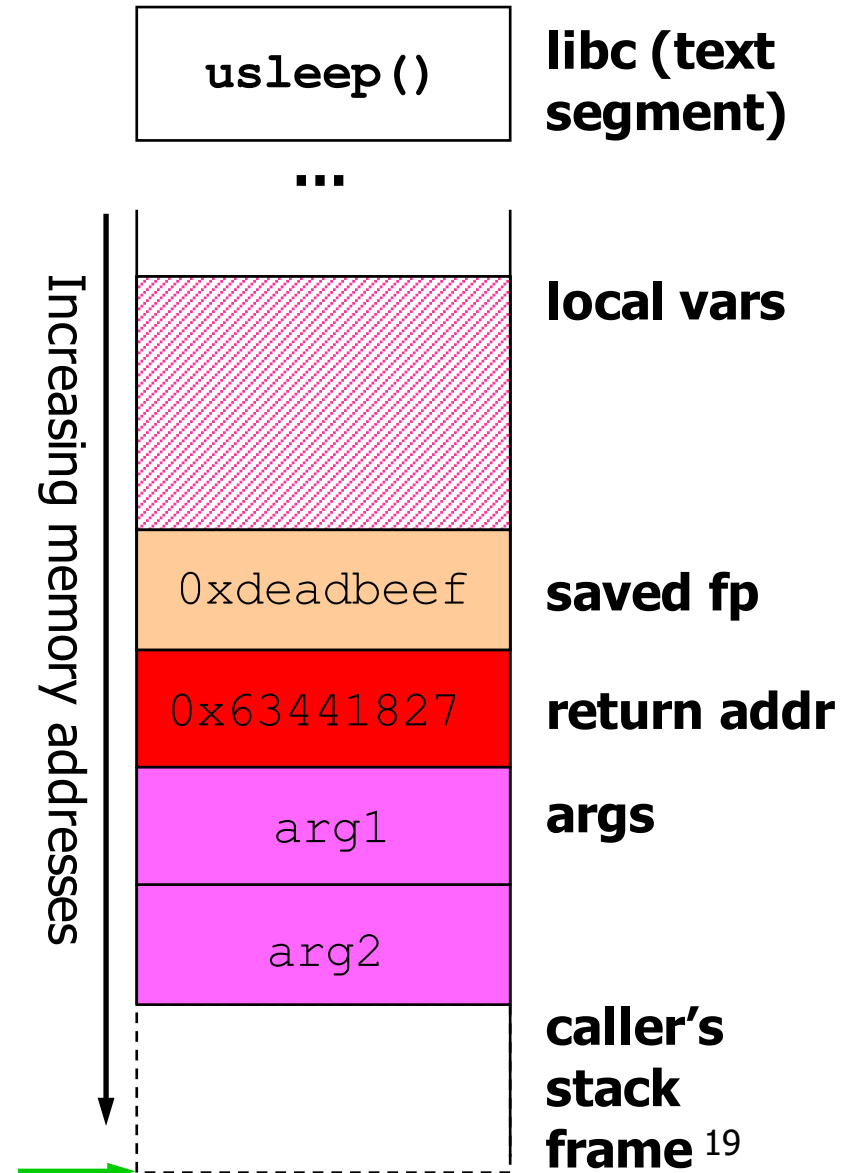 usleep()
libc (text
segment)
...
Increasing memory addresses
local vars
0xdeadbeef
saved fp
0x63441827
return addr
arg1
args
arg2
caller’s
stack
frame 19